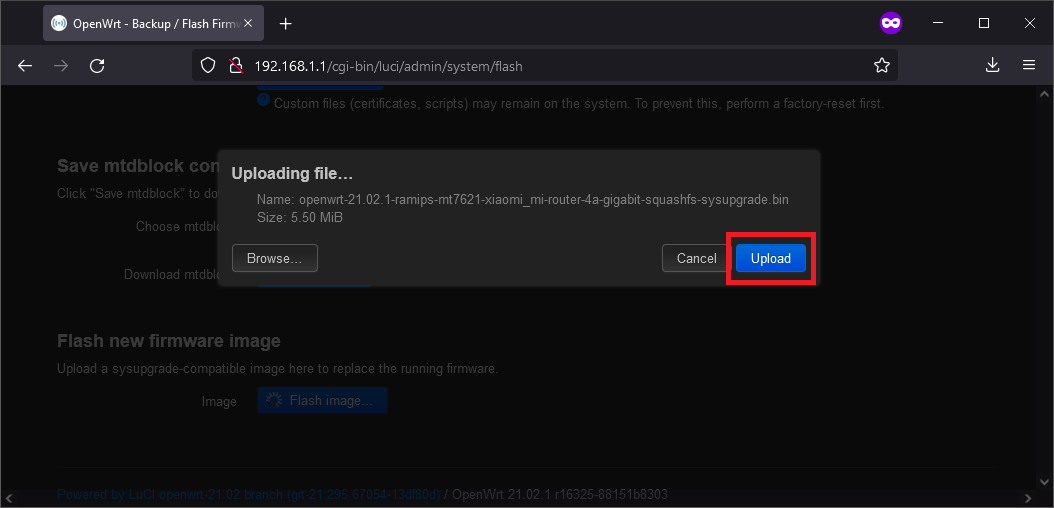 OpenWrt - Backup / Flash Firmw
192.168.1.1/cgi-bin/luci/admin/system/flash
Custom files (certificates, scripts) may remain on the system. To prevent this, perform a factory-reset first.
Save mtdblock con
Click "Save mtdblock" to do
Choose mtdblo
Download mtdblo
Uploading file…
Name: openwrt-21.02.1-ramips-mt7621-xiaomi_mi-router-4a-gigabit-squashfs-sysupgrade.bin
Size: 5.50 MiB
Browse… Cancel Upload
Flash new firmware image
Upload a sysupgrade-compatible image here to replace the running firmware.
Image Flash image...
Powered by LuCI openwrt-21.02 branch (git-21.295.67054-13df80d) / OpenWrt 21.02.1 r16325-88151b8303